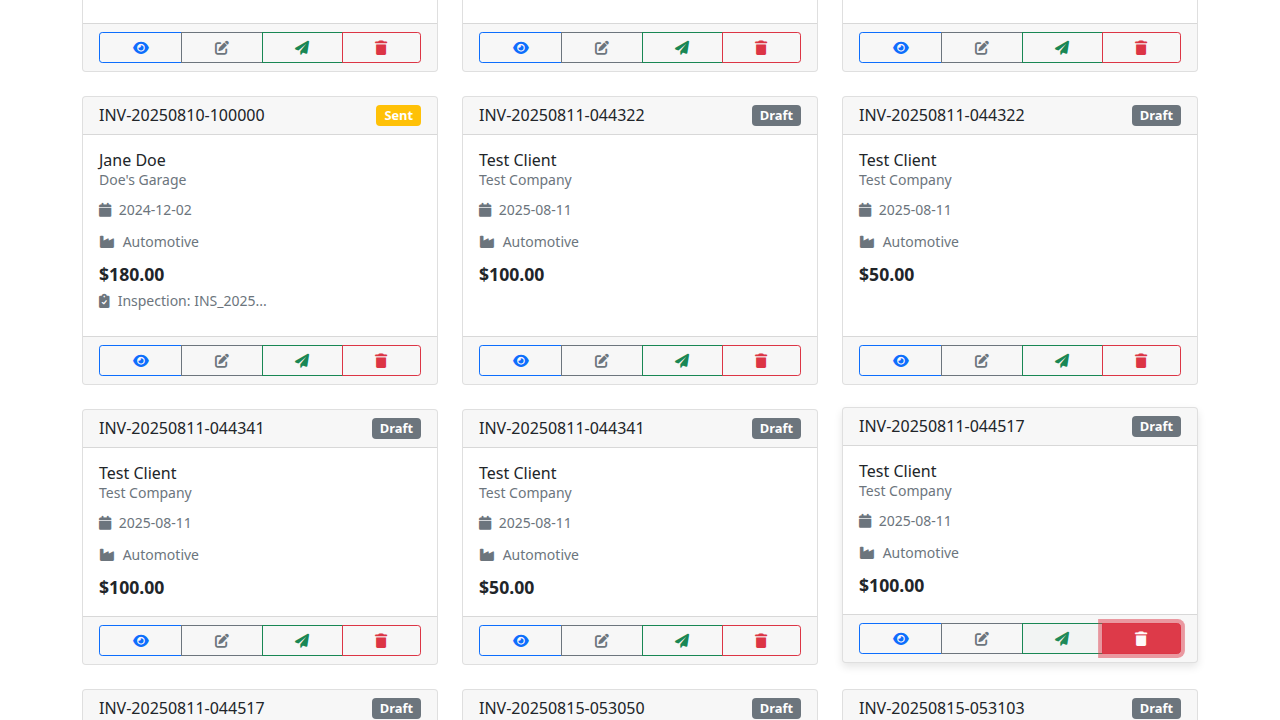 INV-20250810-100000 Sent
Jane Doe
Doe's Garage
2024-12-02
Automotive
$180.00
Inspection: INS_2025...
INV-20250811-044322 Draft
Test Client
Test Company
2025-08-11
Automotive
$100.00
INV-20250811-044322 Draft
Test Client
Test Company
2025-08-11
Automotive
$50.00
INV-20250811-044341 Draft
Test Client
Test Company
2025-08-11
Automotive
$100.00
INV-20250811-044341 Draft
Test Client
Test Company
2025-08-11
Automotive
$50.00
INV-20250811-044517 Draft
Test Client
Test Company
2025-08-11
Automotive
$100.00
INV-20250811-044517 Draft
INV-20250815-053050 Draft
INV-20250815-053103 Draft